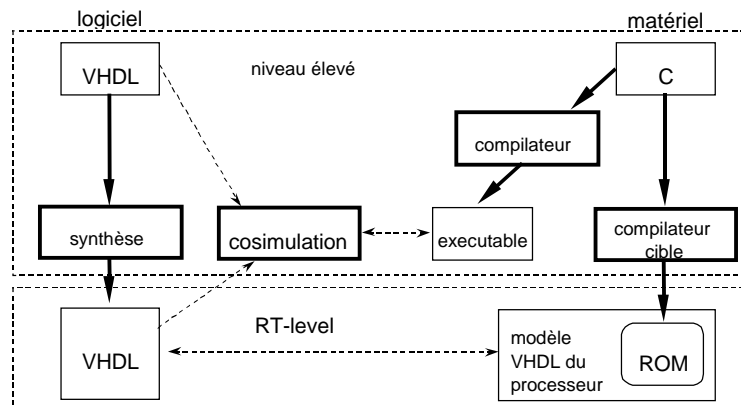 logiciel
matériel
VHDL
niveau élevé
C
compilateur
synthèse
cosimulation
executable
compilateur
cible
VHDL
RT-level
modèle
VHDL du
processeur
ROM